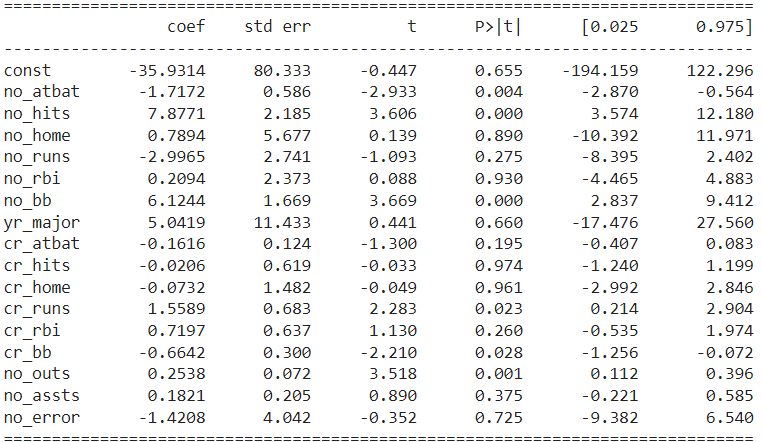 ==============================================================================
                 coef    std err          t      P>|t|      [0.025      0.975]
------------------------------------------------------------------------------
const        -35.9314     80.333     -0.447      0.655    -194.159     122.296
no_atbat      -1.7172      0.586     -2.933      0.004      -2.870      -0.564
no_hits        7.8771      2.185      3.606      0.000       3.574      12.180
no_home        0.7894      5.677      0.139      0.890     -10.392      11.971
no_runs       -2.9965      2.741     -1.093      0.275      -8.395       2.402
no_rbi         0.2094      2.373      0.088      0.930      -4.465       4.883
no_bb          6.1244      1.669      3.669      0.000       2.837       9.412
yr_major       5.0419     11.433      0.441      0.660     -17.476      27.560
cr_atbat      -0.1616      0.124     -1.300      0.195      -0.407       0.083
cr_hits       -0.0206      0.619     -0.033      0.974      -1.240       1.199
cr_home       -0.0732      1.482     -0.049      0.961      -2.992       2.846
cr_runs        1.5589      0.683      2.283      0.023       0.214       2.904
cr_rbi         0.7197      0.637      1.130      0.260      -0.535       1.974
cr_bb         -0.6642      0.300     -2.210      0.028      -1.256      -0.072
no_outs        0.2538      0.072      3.518      0.001       0.112       0.396
no_assts       0.1821      0.205      0.890      0.375      -0.221       0.585
no_error      -1.4208      4.042     -0.352      0.725      -9.382       6.540
==============================================================================